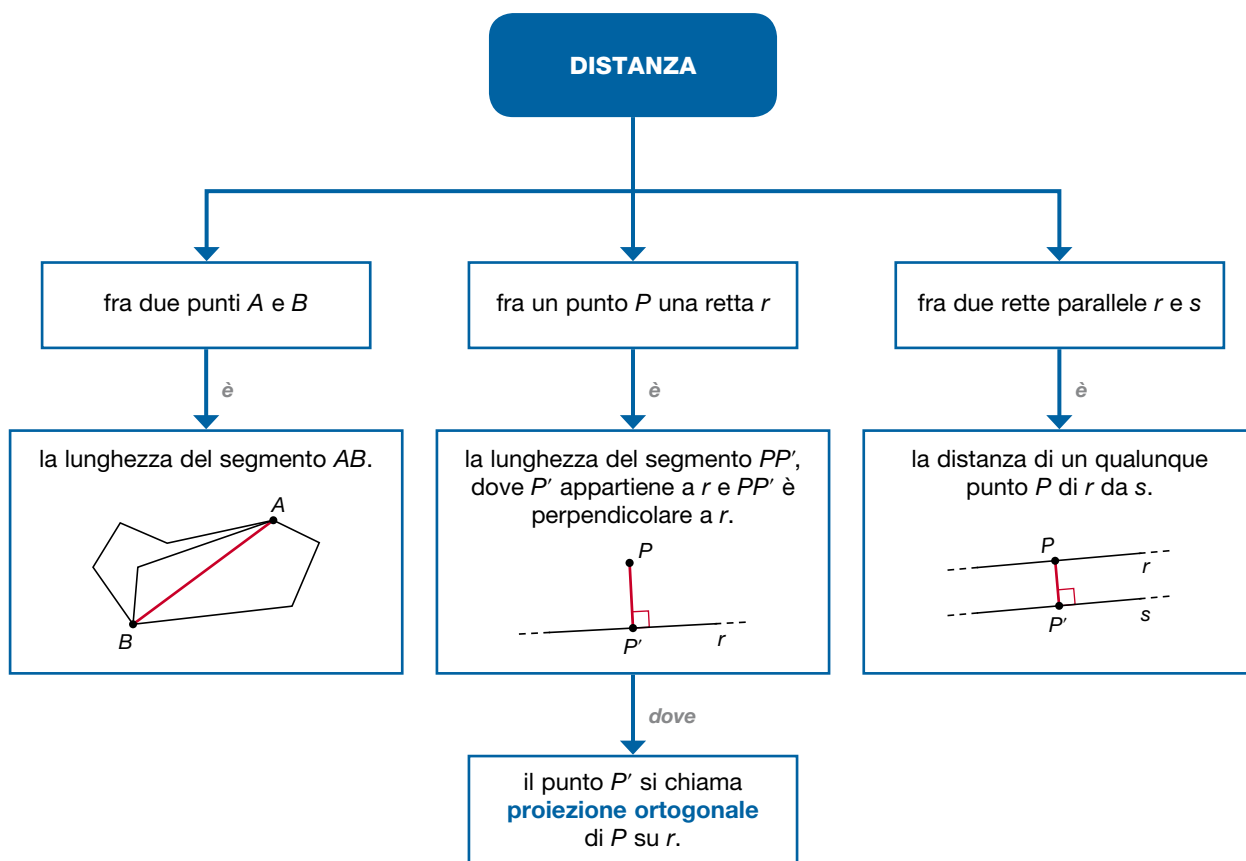 DISTANZA
fra due punti A e B
fra un punto P una retta r
fra due rette parallele r e s
è
è
è
la lunghezza del segmento AB.
A
B
la lunghezza del segmento PP′,
dove P′ appartiene a r e PP′ è
perpendicolare a r.
P
P′
r
la distanza di un qualunque
punto P di r da s.
P
r
P′
s
dove
il punto P′ si chiama
proiezione ortogonale
di P su r.